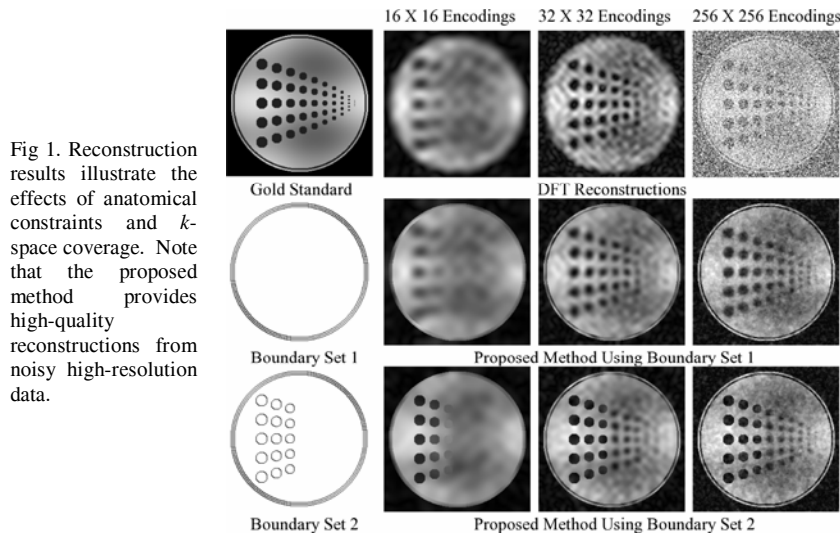 16 X 16 Encodings 32 X 32 Encodings 256 X 256 Encodings
Fig 1. Reconstruction
results illustrate the
effects of anatomical
constraints and k-
space coverage. Note
that the proposed
method provides
high-quality
reconstructions from
noisy high-resolution
data.
Gold Standard DFT Reconstructions
Boundary Set 1 Proposed Method Using Boundary Set 1
Boundary Set 2 Proposed Method Using Boundary Set 2